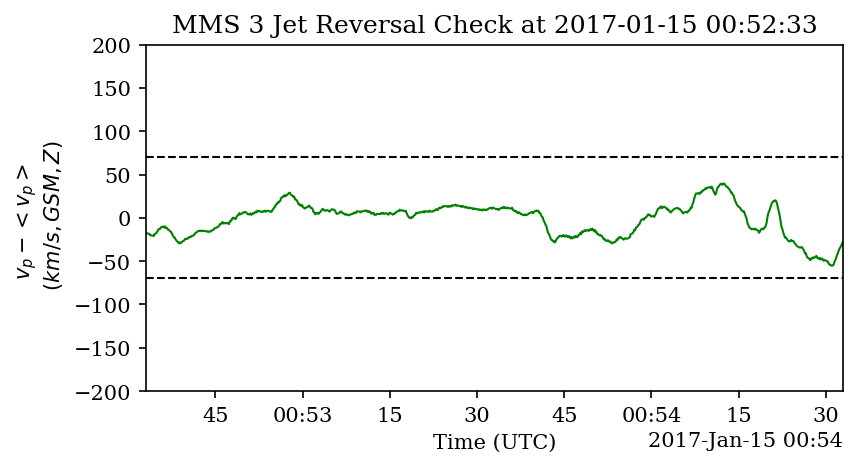 MMS 3 Jet Reversal Check at 2017-01-15 00:52:33
v_p − < v_p >
(km/s, GSM, Z)
200
150
100
50
0
−50
−100
−150
−200
45 00:53 15 30 45 00:54 15 30
Time (UTC) 2017-Jan-15 00:54